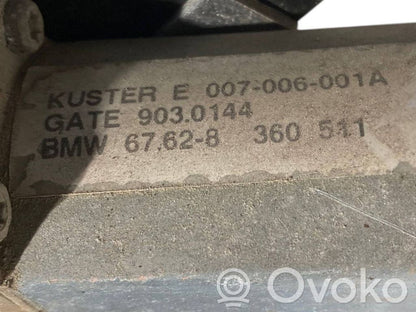 KUSTER E 007-006-001A
GATE 903.0144
BMW 67.62-8 360 511
Ovoko